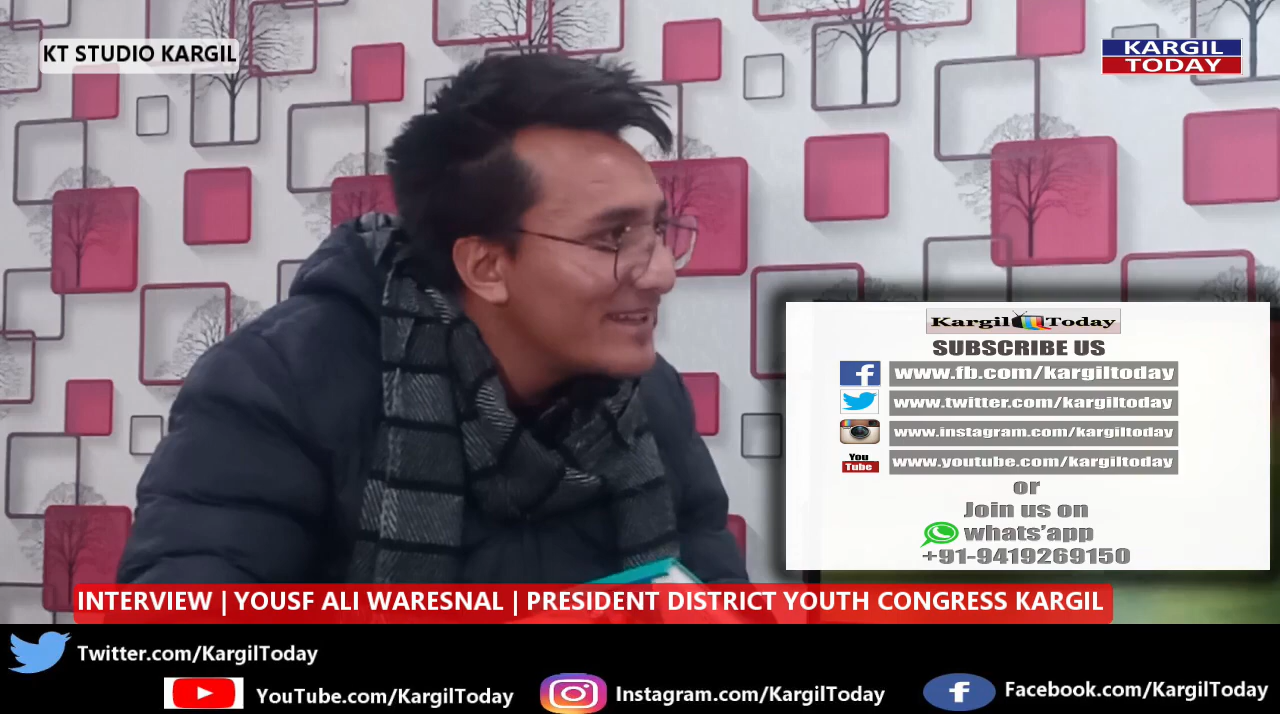 KT STUDIO KARGIL
KARGIL
TODAY
Kargil Today
SUBSCRIBE US
www.fb.com/kargiltoday
www.twitter.com/kargiltoday
www.instagram.com/kargiltoday
You
Tube
www.youtube.com/kargiltoday
or
Join us on
whats'app
+91-9419269150
INTERVIEW | YOUSF ALI WARESNAL | PRESIDENT DISTRICT YOUTH CONGRESS KARGIL
Twitter.com/KargilToday
YouTube.com/KargilToday
Instagram.com/KargilToday
Facebook.com/KargilToday